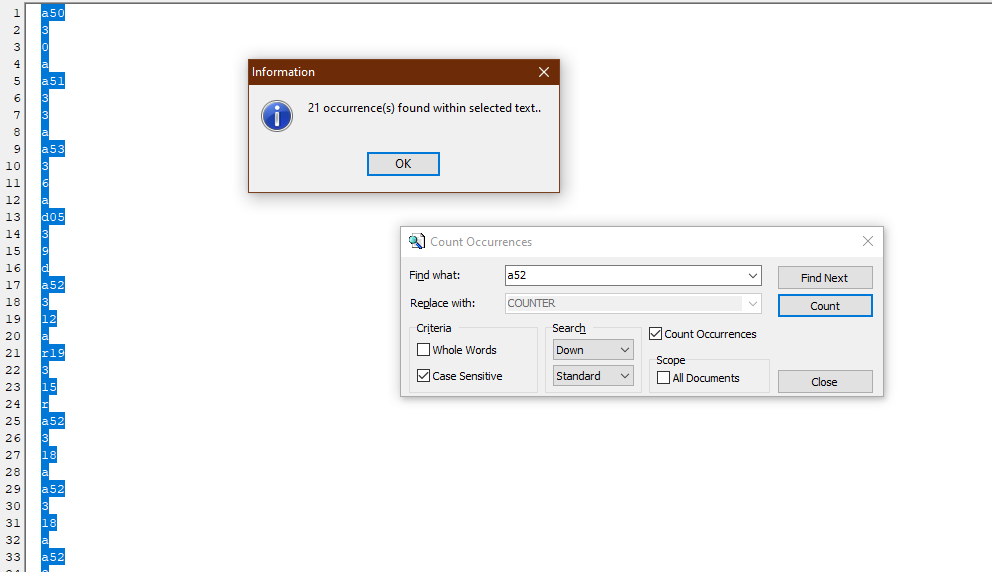 1 a50
2 3
3 0
4 a
5 a51
6 3
7 3
8 a
9 a53
10 3
11 6
12 a
13 d05
14 3
15 9
16 d
17 a52
18 3
19 12
20 a
21 r19
22 3
23 15
24 r
25 a52
26 3
27 18
28 a
29 a52
30 3
31 18
32 a
33 a52
Information
21 occurrence(s) found within selected text..
OK
Count Occurrences
Find what: a52 Find Next
Replace with: COUNTER Count
Criteria Search Count Occurrences
Whole Words Down Scope
Case Sensitive Standard All Documents Close